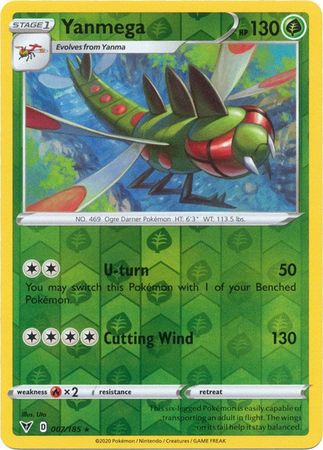 STAGE 1
Yanmega
HP 130
Evolves from Yanma
NO. 469 Ogre Darner Pokémon HT: 6'3" WT: 113.5 lbs.
U-turn 50
You may switch this Pokémon with 1 of your Benched
Pokémon.
Cutting Wind 130
weakness ×2 resistance retreat
Illus. Uta
D 007/185 ★
This six-legged Pokémon is easily capable of
transporting an adult in flight. The wings
on its tail help it stay balanced.
©2020 Pokémon / Nintendo / Creatures / GAME FREAK